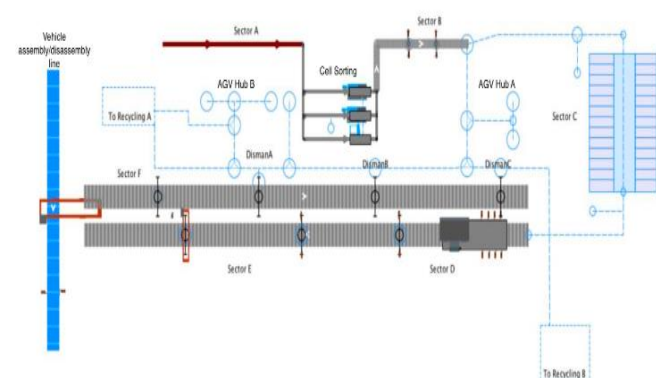 Vehicle
assembly/disassembly
line
Sector A
Sector B
AGV Hub B
Cell Sorting
AGV Hub A
Sector C
To Recycling A
DismanA
DismanB
DismanC
Sector F
Sector E
Sector D
To Recycling B